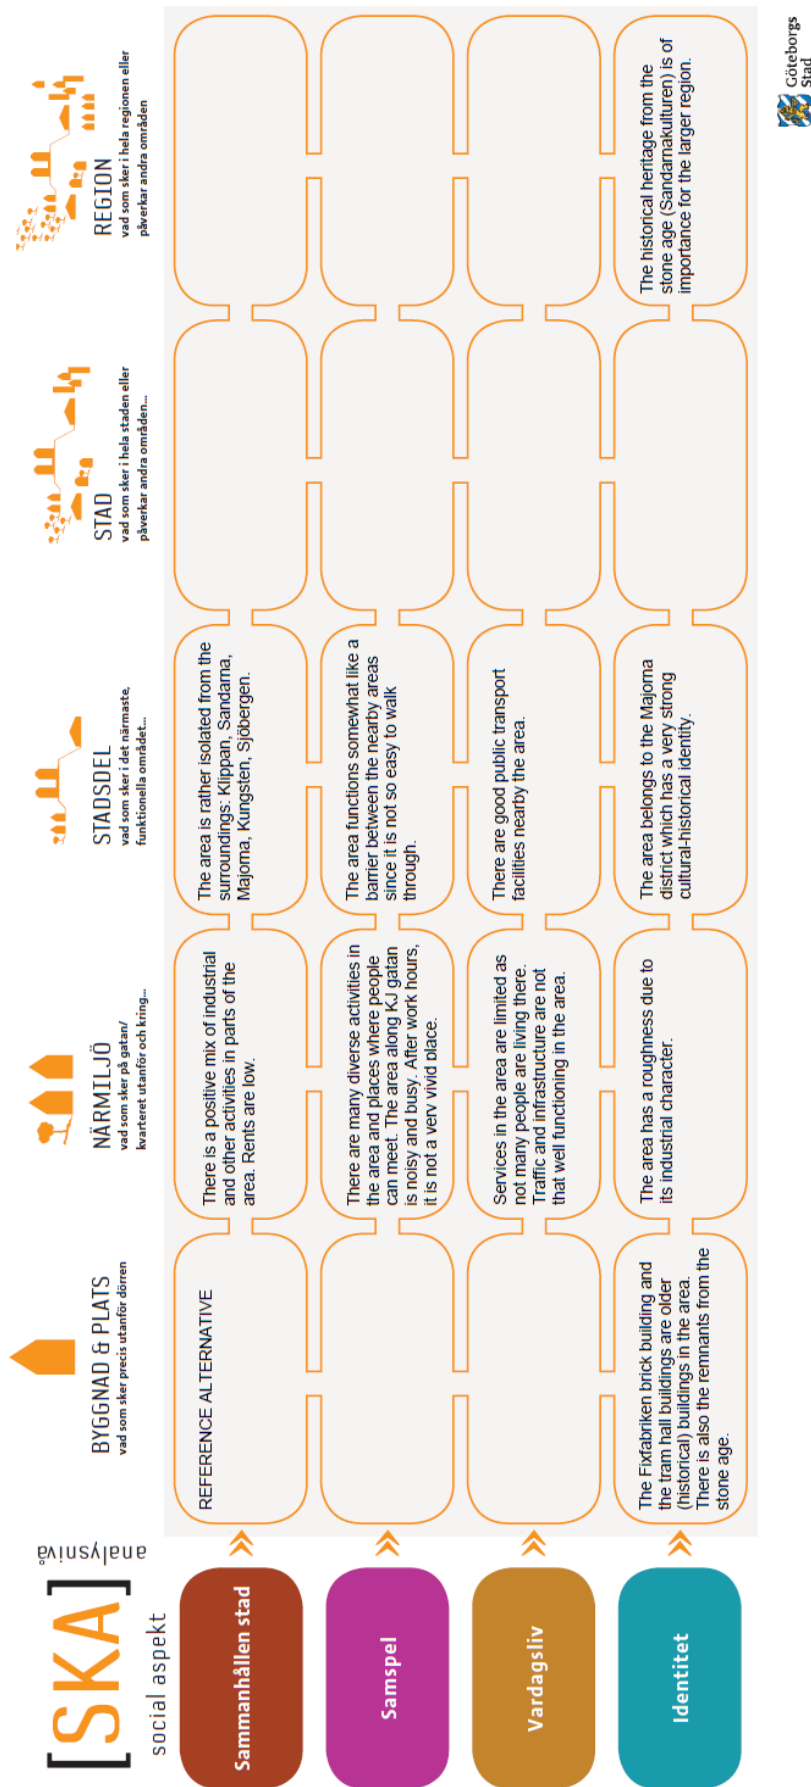 [SKA]
analysnivå
social aspekt
BYGGNAD & PLATS
vad som sker precis utanför dörren
NÄRMILJÖ
vad som sker på gatan/
kvarteret utanför och kring...
STADSDEL
vad som sker i det närmaste,
funktionella området...
STAD
vad som sker i hela staden eller
påverkar andra områden...
REGION
vad som sker i hela regionen eller
påverkar andra områden
Sammanhållen stad
REFERENCE ALTERNATIVE
There is a positive mix of industrial
and other activities in parts of the
area. Rents are low.
The area is rather isolated from the
surroundings: Klippan, Sandarna,
Majorna, Kungsten, Sjöbergen.
Samspel
There are many diverse activities in
the area and places where people
can meet. The area along KJ gatan
is noisy and busy. After work hours,
it is not a very vivid place.
The area functions somewhat like a
barrier between the nearby areas
since it is not so easy to walk
through.
Vardagsliv
Services in the area are limited as
not many people are living there.
Traffic and infrastructure are not
that well functioning in the area.
There are good public transport
facilities nearby the area.
Identitet
The Fixfabriken brick building and
the tram hall buildings are older
(historical) buildings in the area.
There is also the remnants from the
stone age.
The area has a roughness due to
its industrial character.
The area belongs to the Majorna
district which has a very strong
cultural-historical identity.
The historical heritage from the
stone age (Sandarnakulturen) is of
importance for the larger region.
Göteborgs
Stad